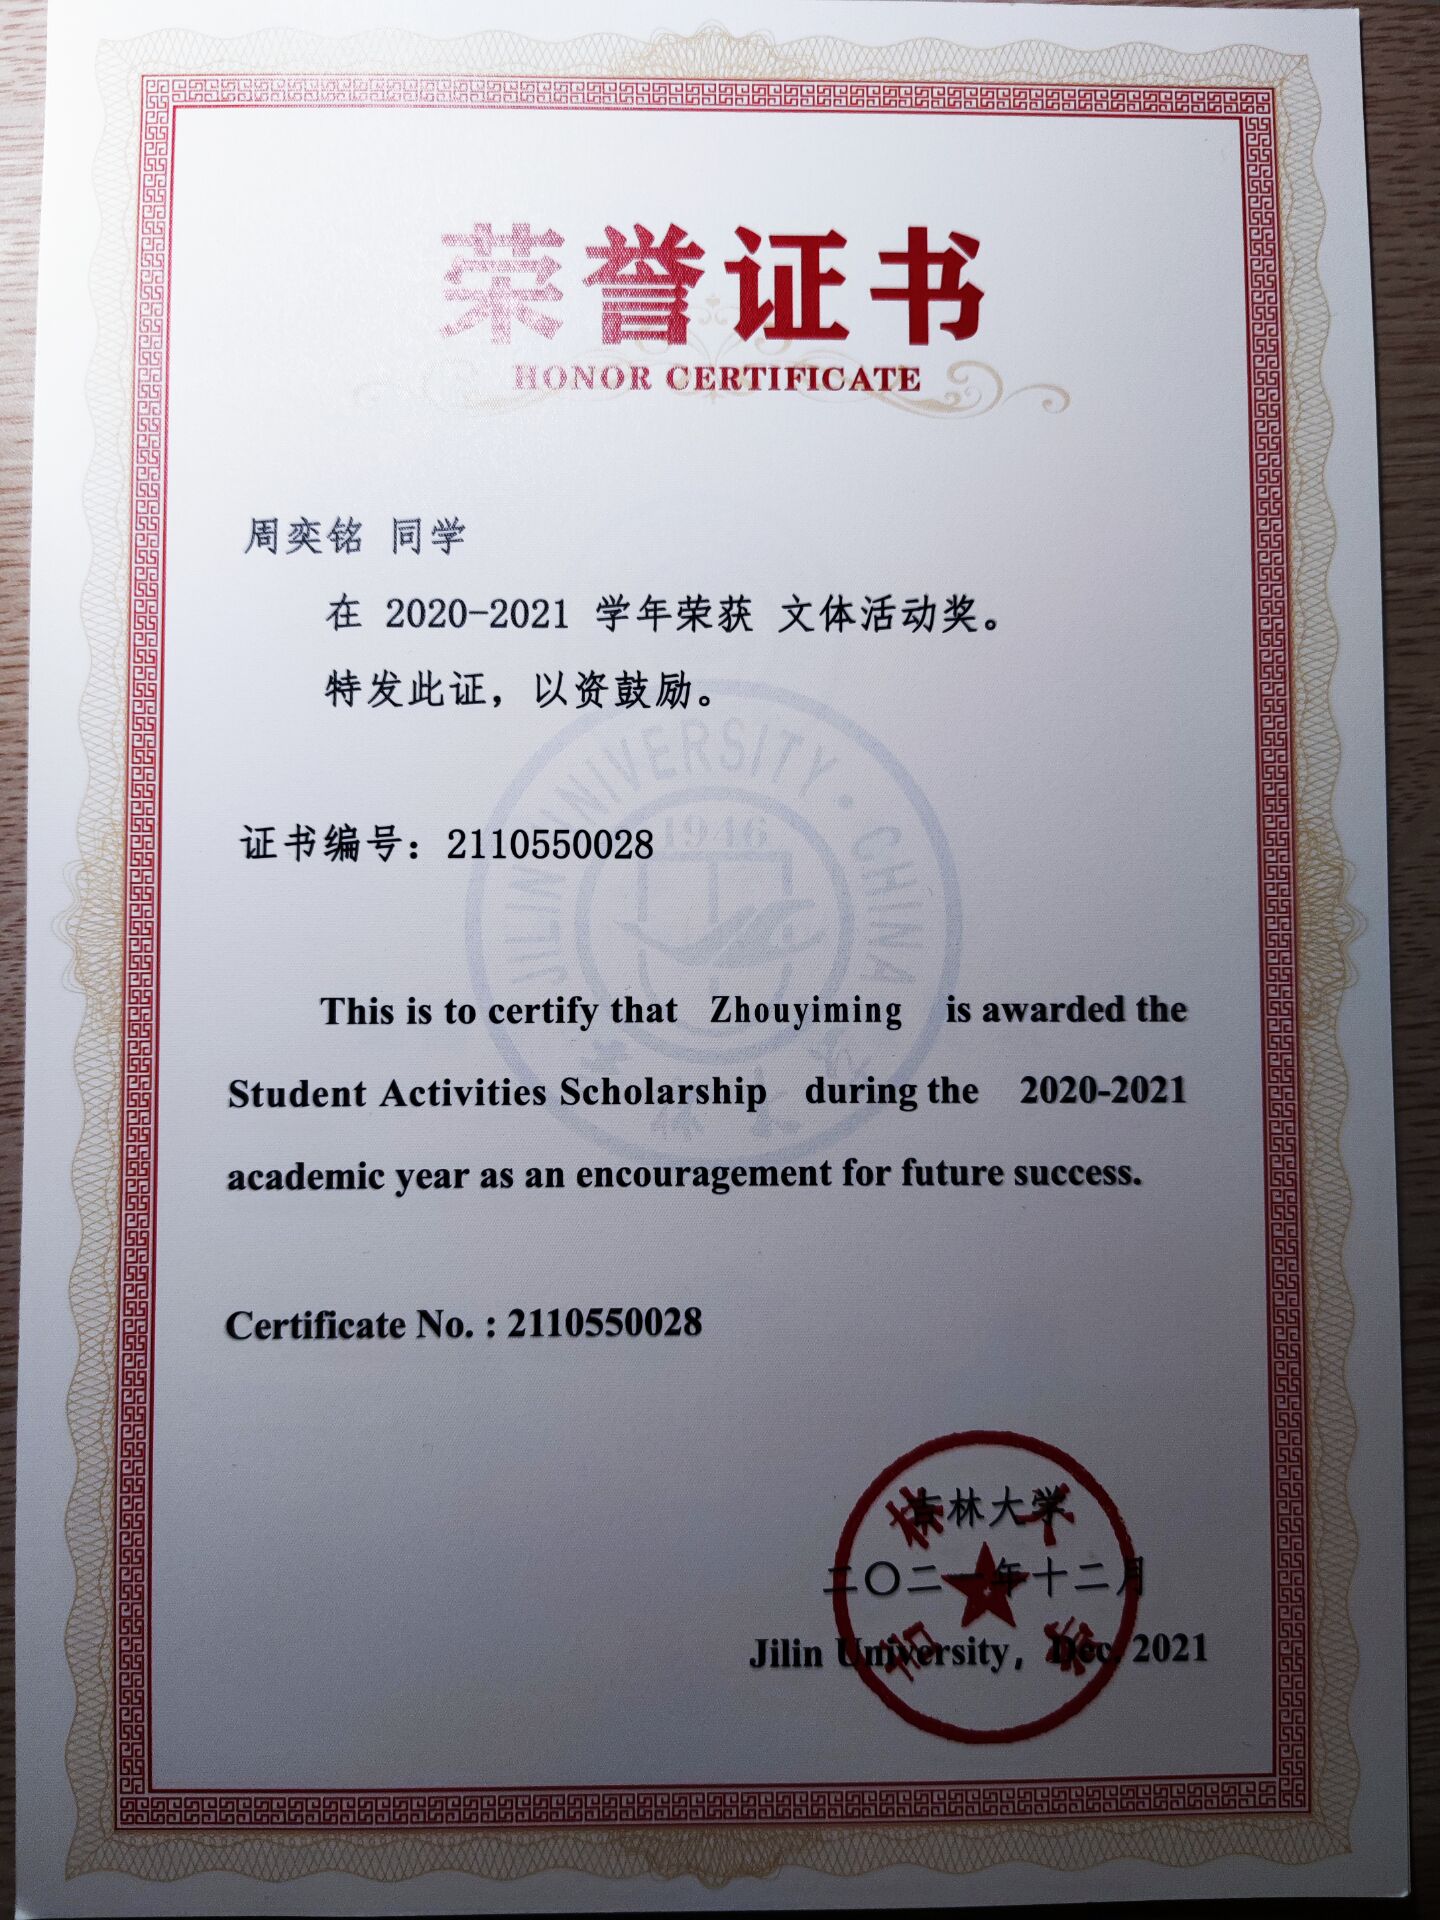 荣誉证书
HONOR CERTIFICATE
周奕铭 同学
在 2020-2021 学年荣获 文体活动奖。
特发此证，以资鼓励。
JILIN UNIVERSITY·CHINA
1946
证书编号：2110550028
This is to certify that Zhouyiming is awarded the
Student Activities Scholarship during the 2020-2021
academic year as an encouragement for future success.
Certificate No. : 2110550028
吉林大学
二〇二一年十二月
Jilin University, Dec. 2021